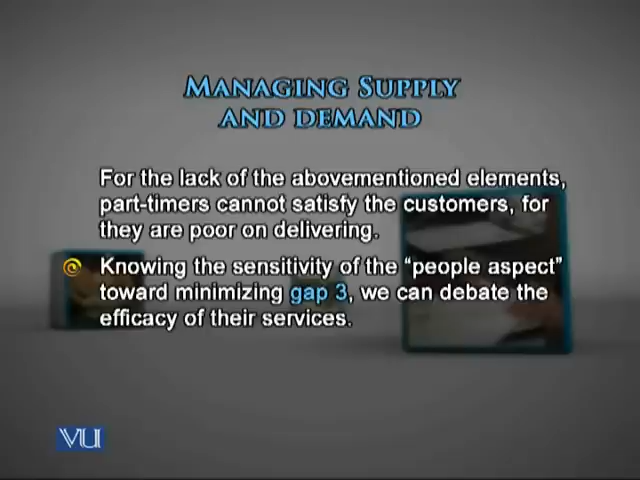 MANAGING SUPPLY
AND DEMAND
For the lack of the abovementioned elements,
part-timers cannot satisfy the customers, for
they are poor on delivering.
Knowing the sensitivity of the “people aspect”
toward minimizing gap 3, we can debate the
efficacy of their services.
VU